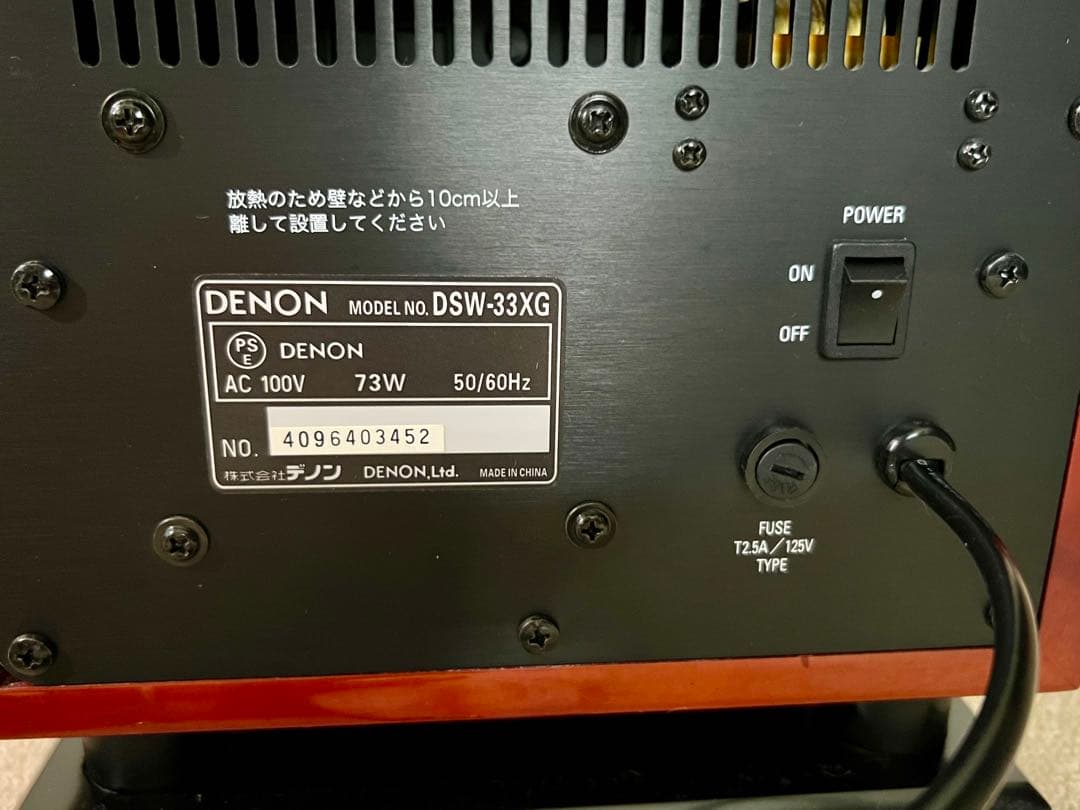 放熱のため壁などから10cm以上
離して設置してください
POWER
ON
OFF
DENON MODEL NO. DSW-33XG
PS E DENON
AC 100V 73W 50/60Hz
NO. 4096403452
株式会社デノン DENON, Ltd. MADE IN CHINA
FUSE
T2.5A/125V
TYPE